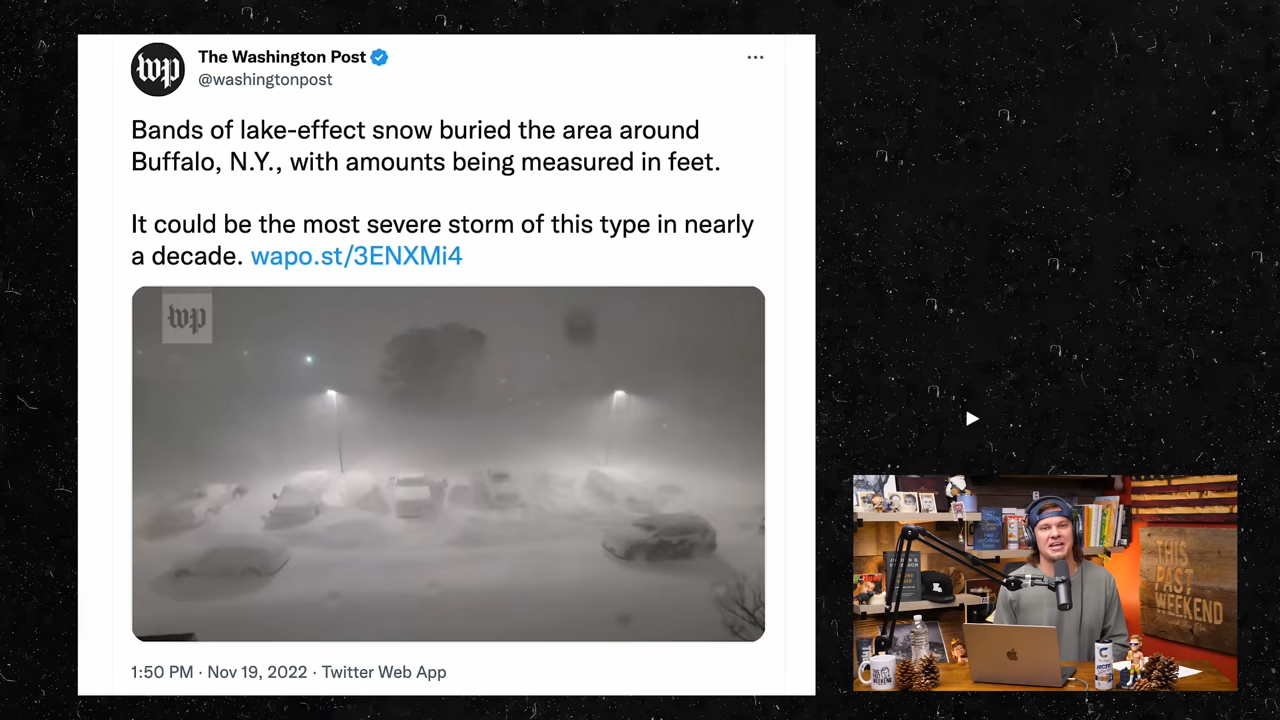 The Washington Post
@washingtonpost
Bands of lake-effect snow buried the area around
Buffalo, N.Y., with amounts being measured in feet.
It could be the most severe storm of this type in nearly
a decade. wapo.st/3ENXMi4
wp
wp
1:50 PM · Nov 19, 2022 · Twitter Web App
THIS
PAST
WEEKEND